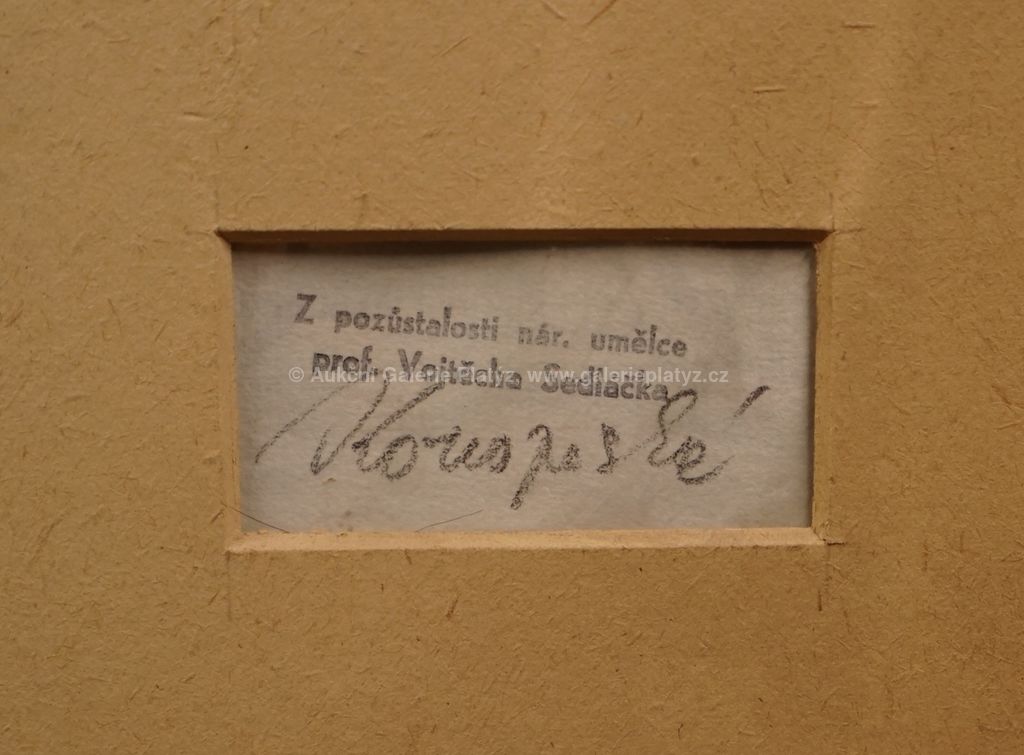 Z pozůstalosti nár. umělce
prof. Vojtěcha Sedláčka
© Aukční Galerie Platýz, www.galerieplatyz.cz